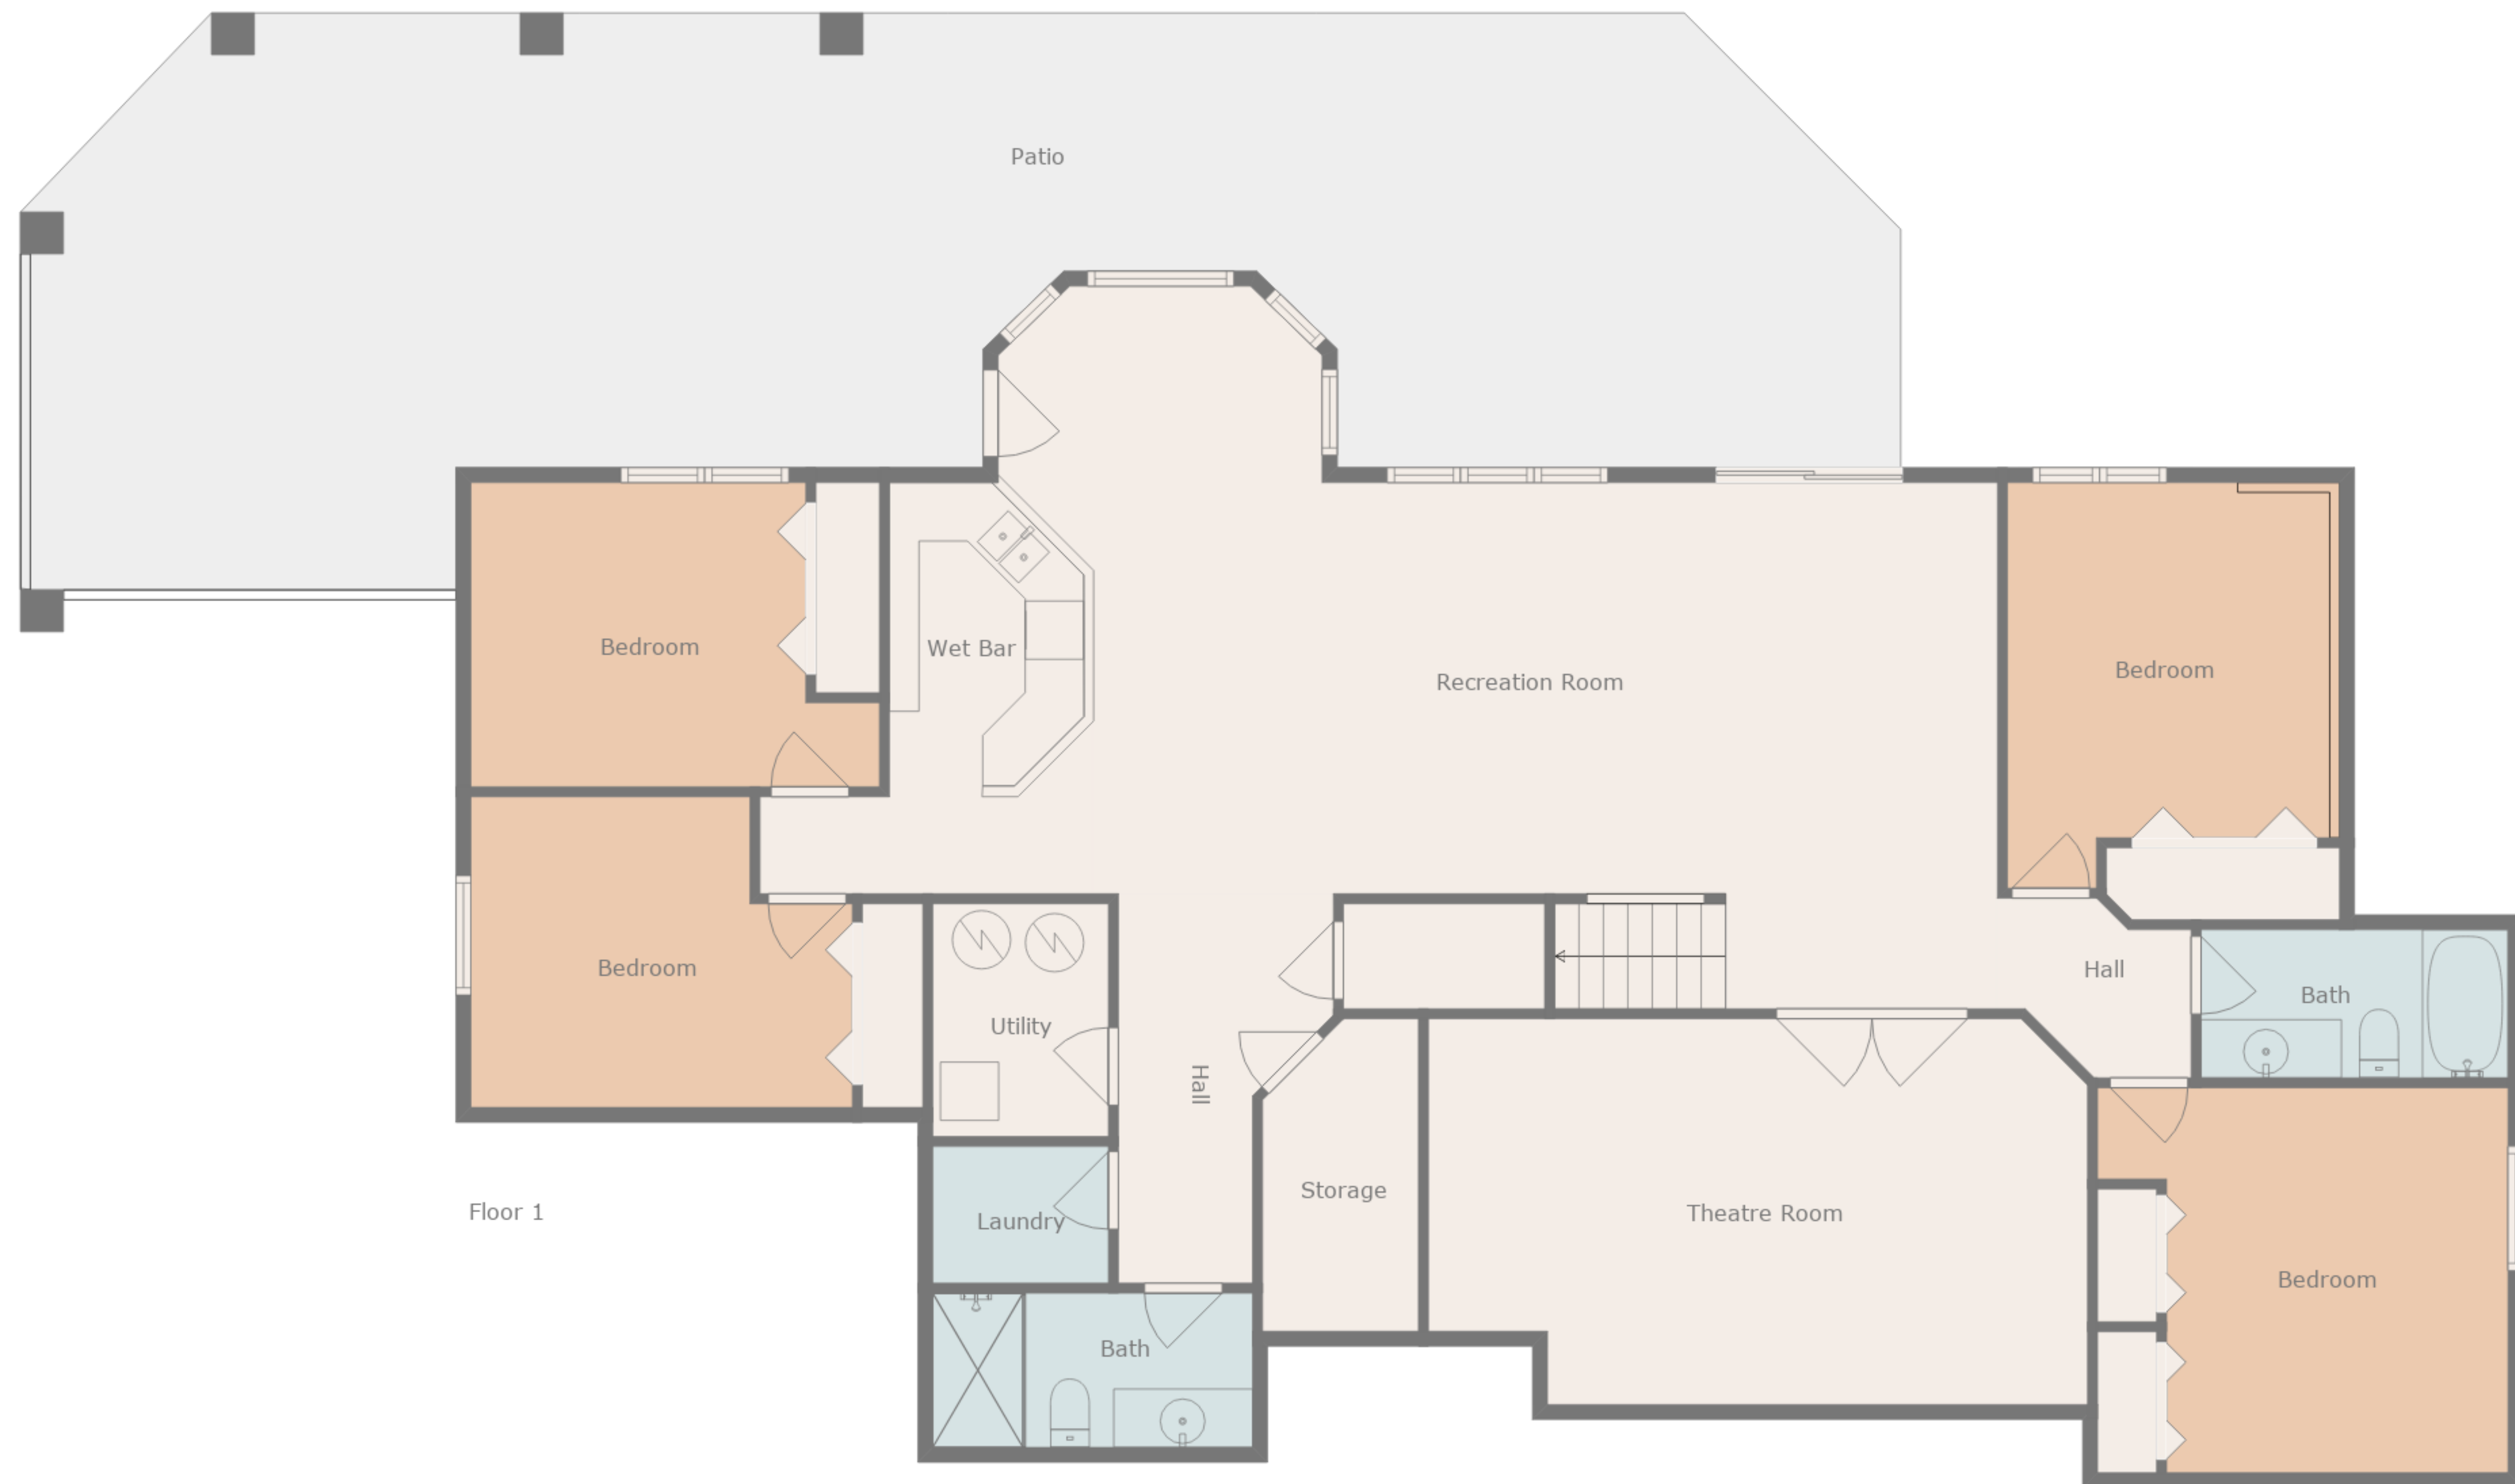 Patio
Bedroom
Wet Bar
Recreation Room
Bedroom
Bedroom
Utility
Hall
Hall
Bath
Storage
Laundry
Theatre Room
Floor 1
Bath
Bedroom